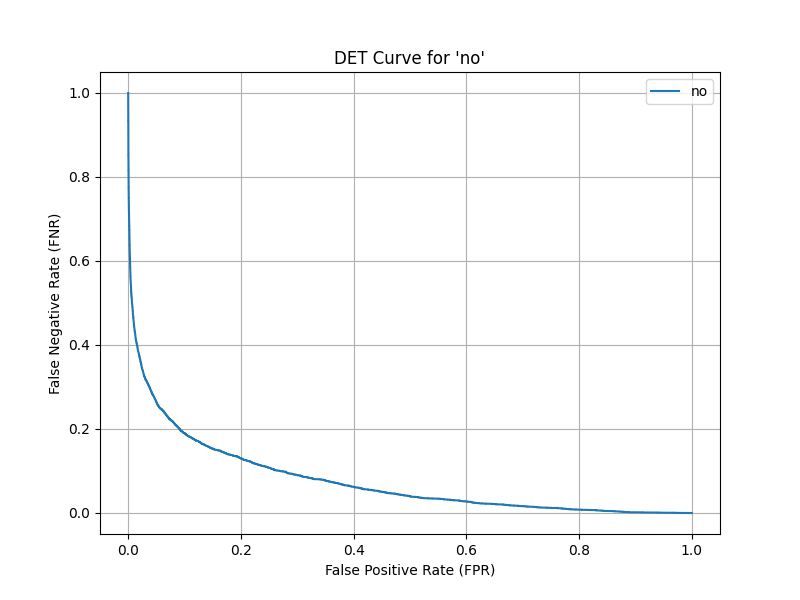 DET Curve for 'no'
no
1.0
0.8
0.6
0.4
0.2
0.0
False Negative Rate (FNR)
0.0 0.2 0.4 0.6 0.8 1.0
False Positive Rate (FPR)